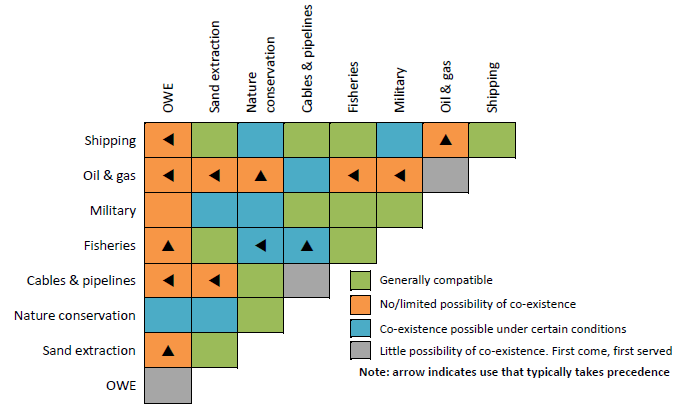 OWE
Sand extraction
Nature
conservation
Cables & pipelines
Fisheries
Military
Oil & gas
Shipping
Shipping
Oil & gas
Military
Fisheries
Cables & pipelines
Nature conservation
Sand extraction
OWE
Generally compatible
No/limited possibility of co-existence
Co-existence possible under certain conditions
Little possibility of co-existence. First come, first served
Note: arrow indicates use that typically takes precedence